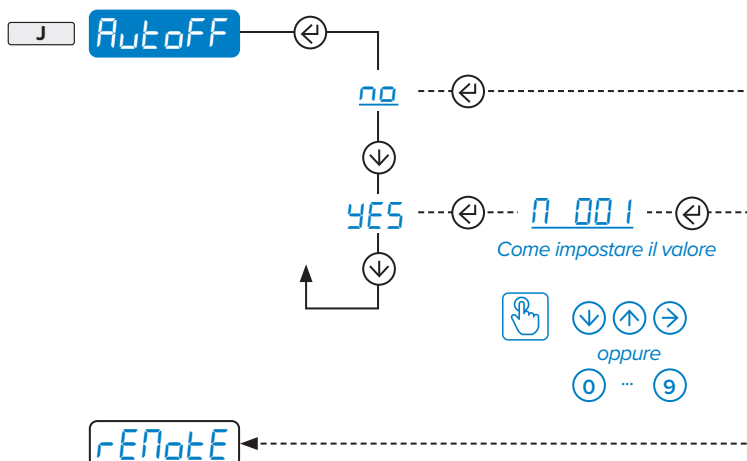 J AutoFF
no
YES M 001
Come impostare il valore
oppure
0 ... 9
rEMotE